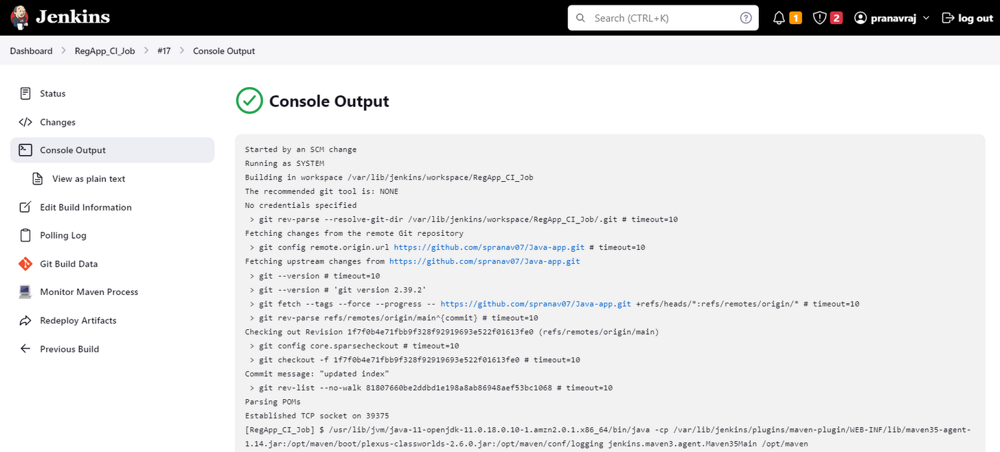 Jenkins
Search (CTRL+K)
1
2
pranavraj
log out
Dashboard > RegApp_CI_Job > #17 > Console Output
Status
Changes
Console Output
View as plain text
Edit Build Information
Polling Log
Git Build Data
Monitor Maven Process
Redeploy Artifacts
Previous Build
Console Output
Started by an SCM change
Running as SYSTEM
Building in workspace /var/lib/jenkins/workspace/RegApp_CI_Job
The recommended git tool is: NONE
No credentials specified
> git rev-parse --resolve-git-dir /var/lib/jenkins/workspace/RegApp_CI_Job/.git # timeout=10
Fetching changes from the remote Git repository
> git config remote.origin.url https://github.com/spranav07/Java-app.git # timeout=10
Fetching upstream changes from https://github.com/spranav07/Java-app.git
> git --version # timeout=10
> git --version # 'git version 2.39.2'
> git fetch --tags --force --progress -- https://github.com/spranav07/Java-app.git +refs/heads/*:refs/remotes/origin/* # timeout=10
> git rev-parse refs/remotes/origin/main^{commit} # timeout=10
Checking out Revision 1f7f0b4e71fbb9f328f92919693e522f01613fe0 (refs/remotes/origin/main)
> git config core.sparsecheckout # timeout=10
> git checkout -f 1f7f0b4e71fbb9f328f92919693e522f01613fe0 # timeout=10
Commit message: "updated index"
> git rev-list --no-walk 81807660be2ddbd1e198a8ab86948aef53bc1068 # timeout=10
Parsing POMs
Established TCP socket on 39375
[RegApp_CI_Job] $ /usr/lib/jvm/java-11-openjdk-11.0.18.0.10-1.amzn2.0.1.x86_64/bin/java -cp /var/lib/jenkins/plugins/maven-plugin/WEB-INF/lib/maven35-agent-
1.14.jar:/opt/maven/boot/plexus-classworlds-2.6.0.jar:/opt/maven/conf/logging jenkins.maven3.agent.Maven35Main /opt/maven